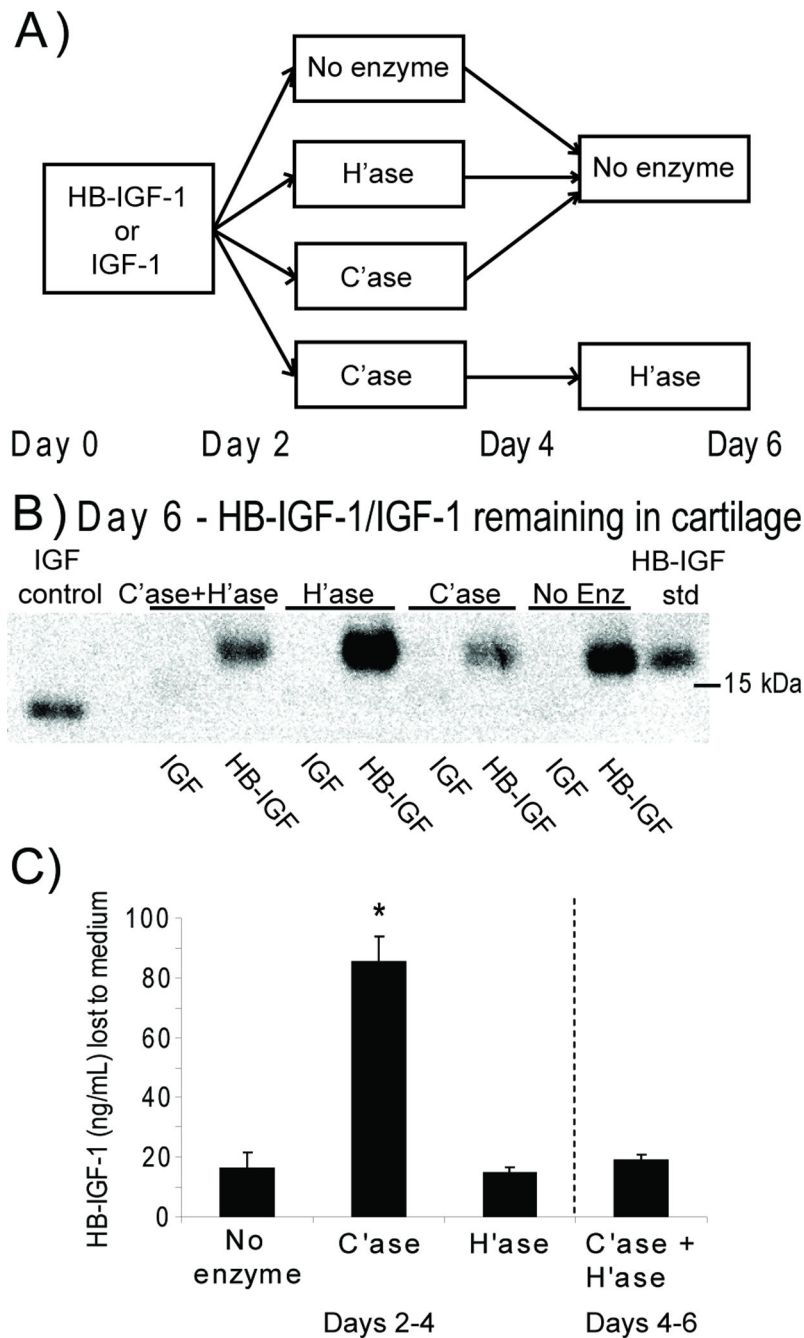 A)
No enzyme
H'ase
No enzyme
HB-IGF-1
or
IGF-1
C'ase
C'ase
H'ase
Day 0 Day 2 Day 4 Day 6
B) Day 6 - HB-IGF-1/IGF-1 remaining in cartilage
IGF
control
C'ase+H'ase
H'ase
C'ase
No Enz
HB-IGF
std
15 kDa
IGF HB-IGF IGF HB-IGF IGF HB-IGF IGF HB-IGF
C)
HB-IGF-1 (ng/mL) lost to medium
100
80
60
40
20
0
*
No
enzyme
C'ase
H'ase
C'ase +
H'ase
Days 2-4
Days 4-6